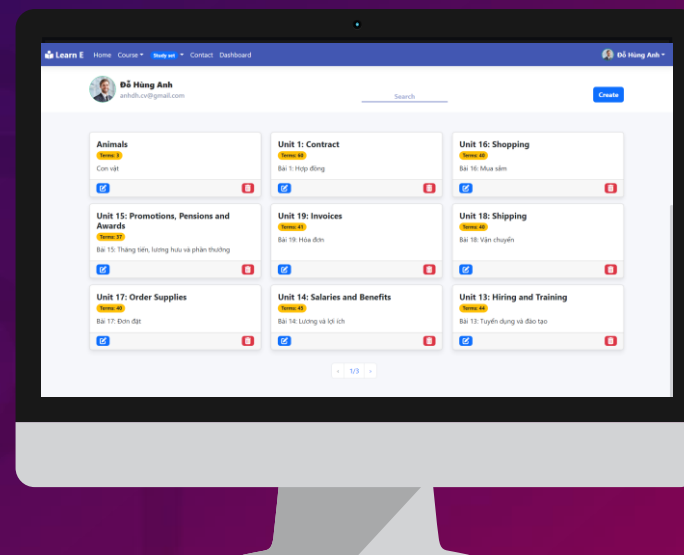 Learn E Home Course Study set Contact Dashboard Đỗ Hùng Anh
Đỗ Hùng Anh
anhdh.cv@gmail.com
Search
Create
Animals
Terms: 3
Con vật
Unit 1: Contract
Terms: 60
Bài 1: Hợp đồng
Unit 16: Shopping
Terms: 40
Bài 16: Mua sắm
Unit 15: Promotions, Pensions and
Awards
Terms: 37
Bài 15: Thăng tiến, lương hưu và phần thưởng
Unit 19: Invoices
Terms: 41
Bài 19: Hóa đơn
Unit 18: Shipping
Terms: 40
Bài 18: Vận chuyển
Unit 17: Order Supplies
Terms: 40
Bài 17: Đơn đặt
Unit 14: Salaries and Benefits
Terms: 45
Bài 14: Lương và lợi ích
Unit 13: Hiring and Training
Terms: 44
Bài 13: Tuyển dụng và đào tạo
‹ 1/3 ›